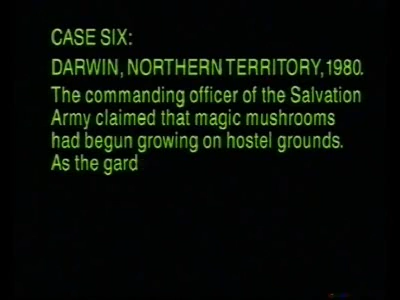 CASE SIX:
DARWIN, NORTHERN TERRITORY, 1980.
The commanding officer of the Salvation
Army claimed that magic mushrooms
had begun growing on hostel grounds.
As the gard